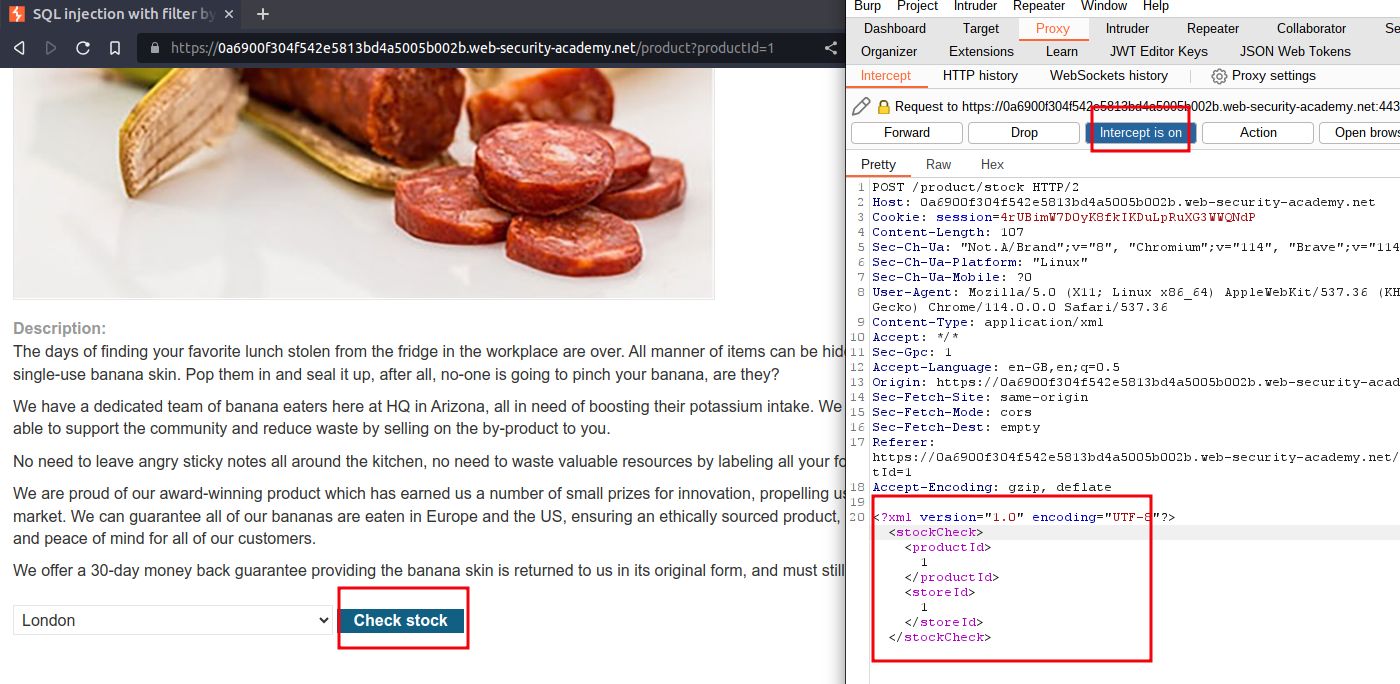 SQL injection with filter by
https://0a6900f304f542e5813bd4a5005b002b.web-security-academy.net/product?productId=1
Description:
The days of finding your favorite lunch stolen from the fridge in the workplace are over. All manner of items can be hid
single-use banana skin. Pop them in and seal it up, after all, no-one is going to pinch your banana, are they?
We have a dedicated team of banana eaters here at HQ in Arizona, all in need of boosting their potassium intake. We
able to support the community and reduce waste by selling on the by-product to you.
No need to leave angry sticky notes all around the kitchen, no need to waste valuable resources by labeling all your fo
We are proud of our award-winning product which has earned us a number of small prizes for innovation, propelling us
market. We can guarantee all of our bananas are eaten in Europe and the US, ensuring an ethically sourced product,
and peace of mind for all of our customers.
We offer a 30-day money back guarantee providing the banana skin is returned to us in its original form, and must still
London
Check stock
Burp Project Intruder Repeater Window Help
Dashboard Target Proxy Intruder Repeater Collaborator Se
Organizer Extensions Learn JWT Editor Keys JSON Web Tokens
Intercept HTTP history WebSockets history Proxy settings
Request to https://0a6900f304f542e5813bd4a5005b002b.web-security-academy.net:443
Forward Drop Intercept is on Action Open brows
Pretty Raw Hex
1 POST /product/stock HTTP/2
2 Host: 0a6900f304f542e5813bd4a5005b002b.web-security-academy.net
3 Cookie: session=4rUBimW7DOyK8fkIKDuLpRuXG3WWQNdP
4 Content-Length: 107
5 Sec-Ch-Ua: "Not.A/Brand";v="8", "Chromium";v="114", "Brave";v="114
6 Sec-Ch-Ua-Platform: "Linux"
7 Sec-Ch-Ua-Mobile: ?0
8 User-Agent: Mozilla/5.0 (X11; Linux x86_64) AppleWebKit/537.36 (KH
Gecko) Chrome/114.0.0.0 Safari/537.36
9 Content-Type: application/xml
10 Accept: */*
11 Sec-Gpc: 1
12 Accept-Language: en-GB,en;q=0.5
13 Origin: https://0a6900f304f542e5813bd4a5005b002b.web-security-acad
14 Sec-Fetch-Site: same-origin
15 Sec-Fetch-Mode: cors
16 Sec-Fetch-Dest: empty
17 Referer:
https://0a6900f304f542e5813bd4a5005b002b.web-security-academy.net/
tId=1
18 Accept-Encoding: gzip, deflate
19
20 <?xml version="1.0" encoding="UTF-8"?>
<stockCheck>
<productId>
1
</productId>
<storeId>
1
</storeId>
</stockCheck>